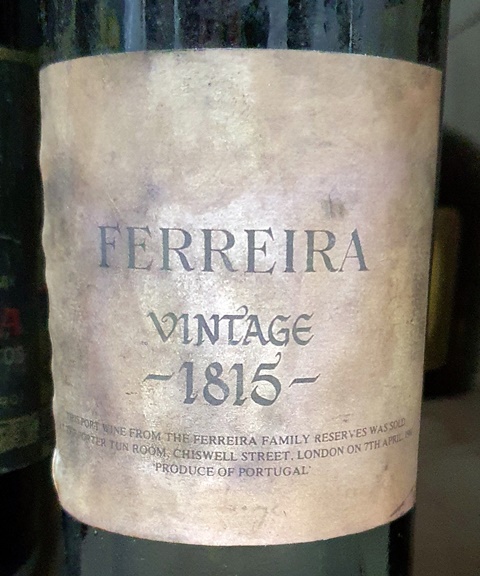 FERREIRA
VINTAGE
-1815-
PORT WINE FROM THE FERREIRA FAMILY RESERVES WAS SOLD
PORTER TUN ROOM, CHISWELL STREET, LONDON ON 7TH APRIL,
'PRODUCE OF PORTUGAL'